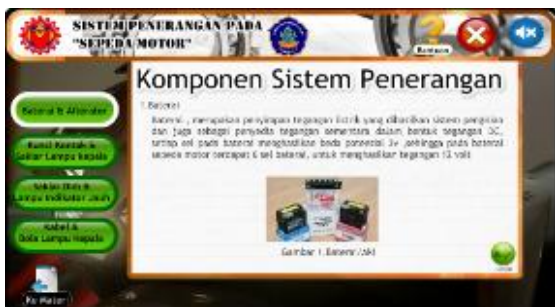 SISTEM PENERANGAN PADA
"SEPEDA MOTOR"
Bantuan
Komponen Sistem Penerangan
Baterai & Alternator
Kunci Kontak &
Saklar Lampu Kepala
Saklar Dim &
Lampu Indikator Jauh
Kabel &
Bola Lampu Kepala
1. Baterai
Baterai , merupakan penyimpan tegangan listrik yang dihasilkan sistem pengisian
dan juga sebagai penyedia tegangan sementara dalam bentuk tegangan DC,
setiap sel pada baterai menghasilkan beda potensial 2v ,sehingga pada baterai
sepeda motor terdapat 6 sel baterai, untuk menghasilkan tegangan 12 volt
Gambar 1.Baterai/Aki
Ke Materi